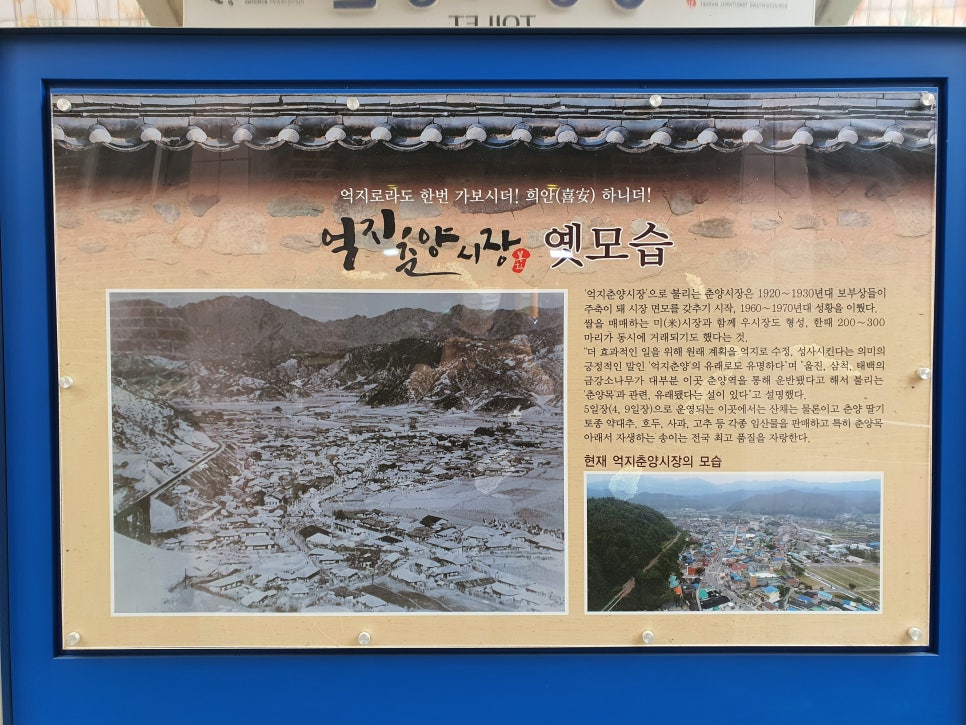 TOILET
억지로라도 한번 가보시더! 희안(喜安) 하니더!
억지춘양시장 옛모습
'억지춘양시장'으로 불리는 춘양시장은 1920~1930년대 보부상들이
주축이 돼 시장 면모를 갖추기 시작, 1960~1970년대 성황을 이뤘다.
쌀을 매매하는 미(米)시장과 함께 우시장도 형성, 한때 200~300
마리가 동시에 거래되기도 했다는 것.
"더 효과적인 일을 위해 원래 계획을 억지로 수정, 성사시킨다는 의미의
긍정적인 말인 '억지춘양'의 유래로도 유명하다"며 "울진, 삼척, 태백의
금강소나무가 대부분 이곳 춘양역을 통해 운반됐다고 해서 불리는
'춘양목'과 관련, 유래됐다는 설이 있다"고 설명했다.
5일장(4, 9일장)으로 운영되는 이곳에서는 산채는 물론이고 춘양 딸기
토종 약대추, 호두, 사과, 고추 등 각종 임산물을 판매하고 특히 춘양목
아래서 자생하는 송이는 전국 최고 품질을 자랑한다.
현재 억지춘양시장의 모습